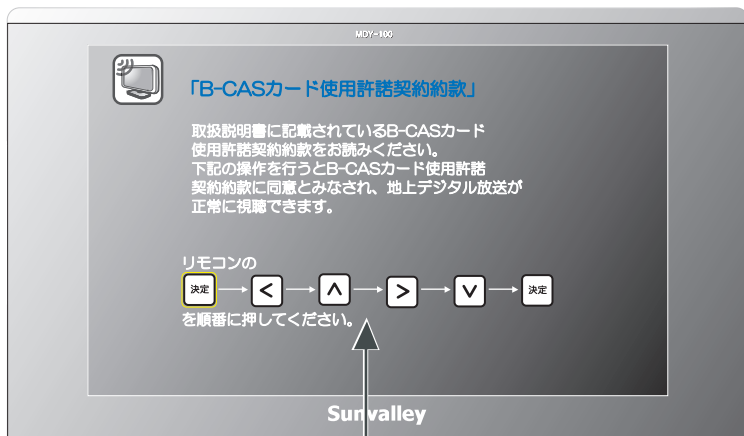 MDY-100
「B-CASカード使用許諾契約約款」
取扱説明書に記載されているB-CASカード
使用許諾契約約款をお読みください。
下記の操作を行うとB-CASカード使用許諾
契約約款に同意とみなされ、地上デジタル放送が
正常に視聴できます。
リモコンの
決定 → < → ∧ → > → ∨ → 決定
を順番に押してください。
Sunvalley